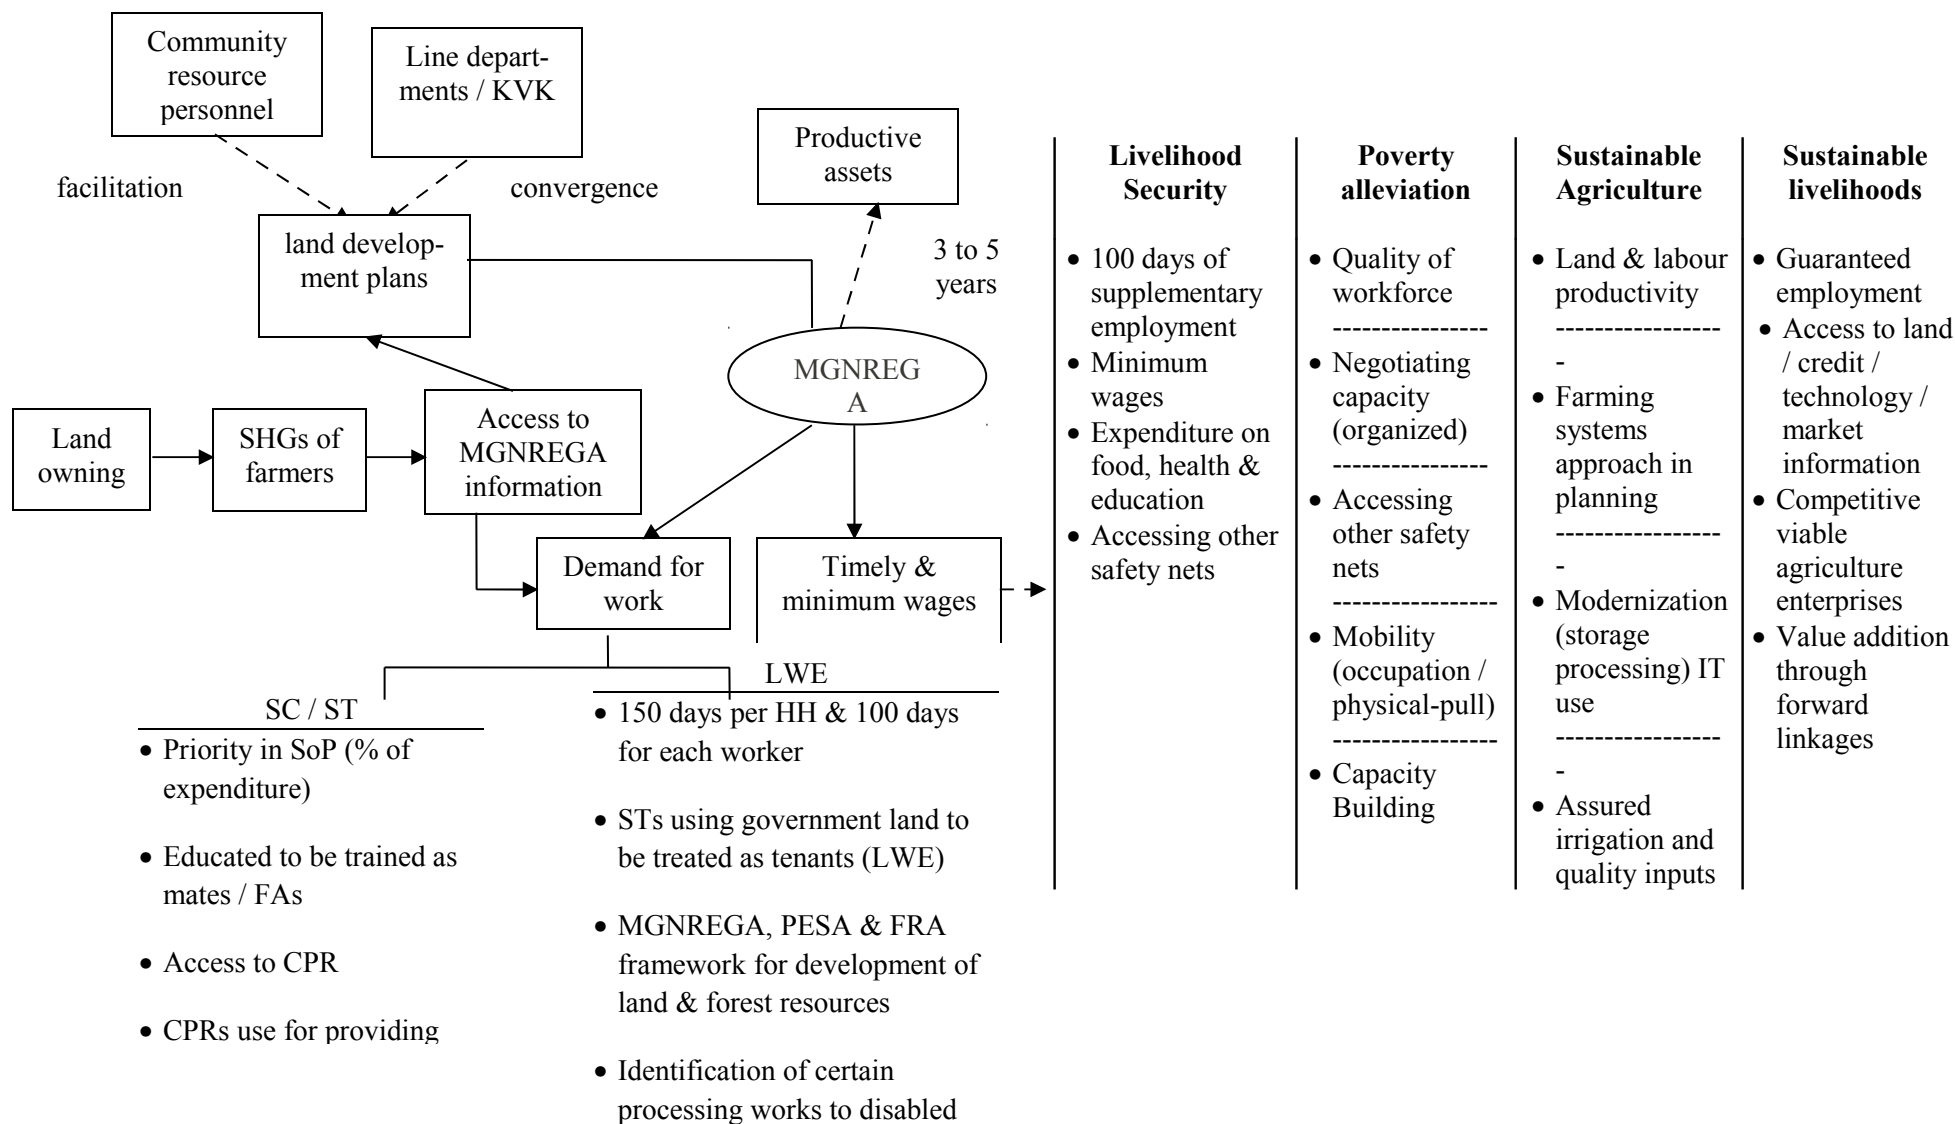 Community
resource
personnel
Line depart-
ments / KVK
facilitation
convergence
Productive
assets
3 to 5
years
land develop-
ment plans
MGNREG
A
Land
owning
SHGs of
farmers
Access to
MGNREGA
information
Demand for
work
Timely &
minimum wages
SC / ST
• Priority in SoP (% of
expenditure)
• Educated to be trained as
mates / FAs
• Access to CPR
• CPRs use for providing
LWE
• 150 days per HH & 100 days
for each worker
• STs using government land to
be treated as tenants (LWE)
• MGNREGA, PESA & FRA
framework for development of
land & forest resources
• Identification of certain
processing works to disabled
Livelihood
Security
• 100 days of
supplementary
employment
• Minimum
wages
• Expenditure on
food, health &
education
• Accessing other
safety nets
Poverty
alleviation
• Quality of
workforce
-----------------
• Negotiating
capacity
(organized)
-----------------
• Accessing
other safety
nets
------------------
• Mobility
(occupation /
physical-pull)
------------------
• Capacity
Building
Sustainable
Agriculture
• Land & labour
productivity
------------------
-
• Farming
systems
approach in
planning
------------------
-
• Modernization
(storage
processing) IT
use
------------------
-
• Assured
irrigation and
quality inputs
Sustainable
livelihoods
• Guaranteed
employment
• Access to land
/ credit /
technology /
market
information
• Competitive
viable
agriculture
enterprises
• Value addition
through
forward
linkages